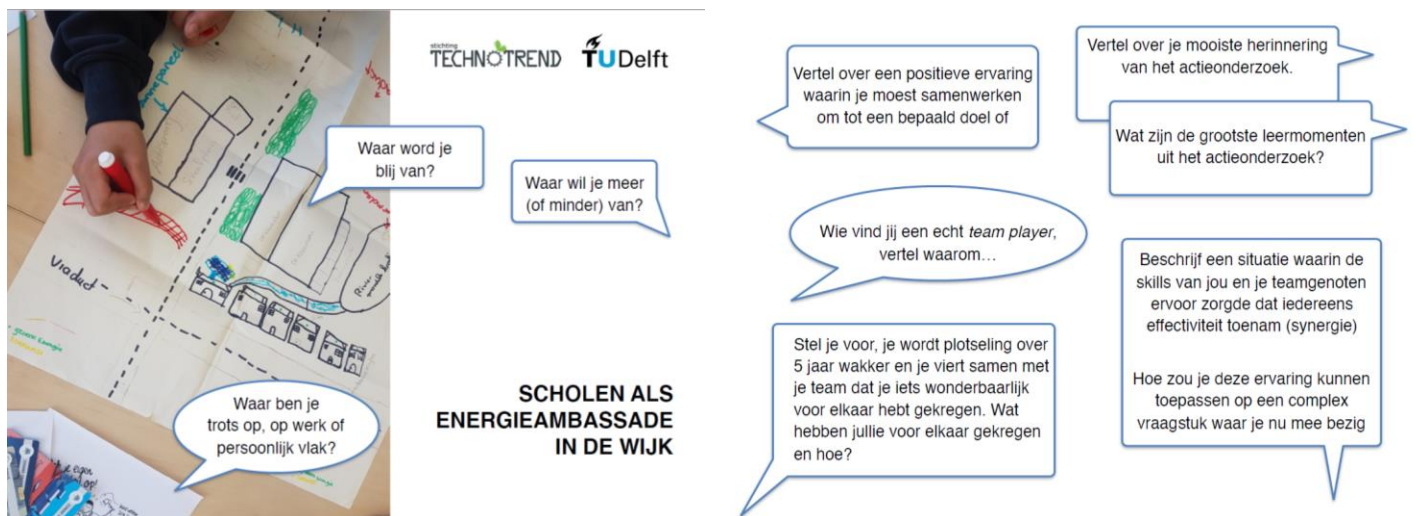 stichting
TECHNOTREND
TU Delft
Waar word je
blij van?
Waar wil je meer
(of minder) van?
Viaduct
Waar ben je
trots op, op werk of
persoonlijk vlak?
je eigen
SCHOLEN ALS
ENERGIEAMBASSADE
IN DE WIJK
Vertel over een positieve ervaring
waarin je moest samenwerken
om tot een bepaald doel of
Vertel over je mooiste herinnering
van het actieonderzoek.
Wat zijn de grootste leermomenten
uit het actieonderzoek?
Wie vind jij een echt team player,
vertel waarom…
Stel je voor, je wordt plotseling over
5 jaar wakker en je viert samen met
je team dat je iets wonderbaarlijk
voor elkaar hebt gekregen. Wat
hebben jullie voor elkaar gekregen
en hoe?
Beschrijf een situatie waarin de
skills van jou en je teamgenoten
ervoor zorgde dat iedereens
effectiviteit toenam (synergie)
Hoe zou je deze ervaring kunnen
toepassen op een complex
vraagstuk waar je nu mee bezig